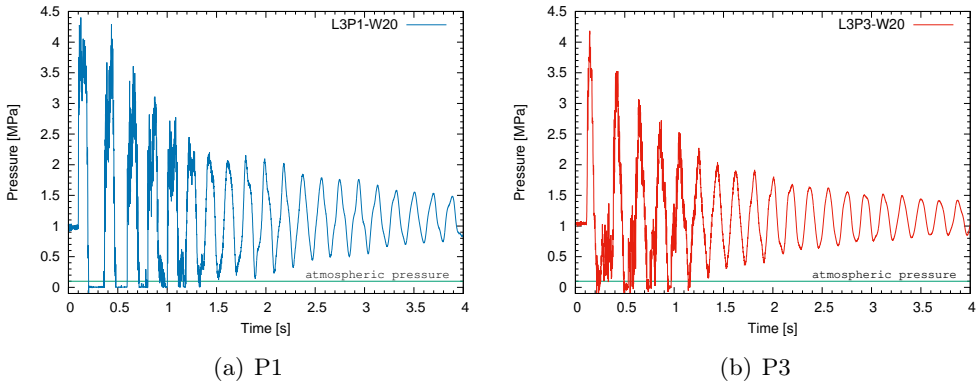 L3P1-W20
Pressure [MPa]
4.5
4
3.5
3
2.5
2
1.5
1
0.5
0
atmospheric pressure
0 0.5 1 1.5 2 2.5 3 3.5 4
Time [s]
(a) P1
L3P3-W20
Pressure [MPa]
4.5
4
3.5
3
2.5
2
1.5
1
0.5
0
atmospheric pressure
0 0.5 1 1.5 2 2.5 3 3.5 4
Time [s]
(b) P3